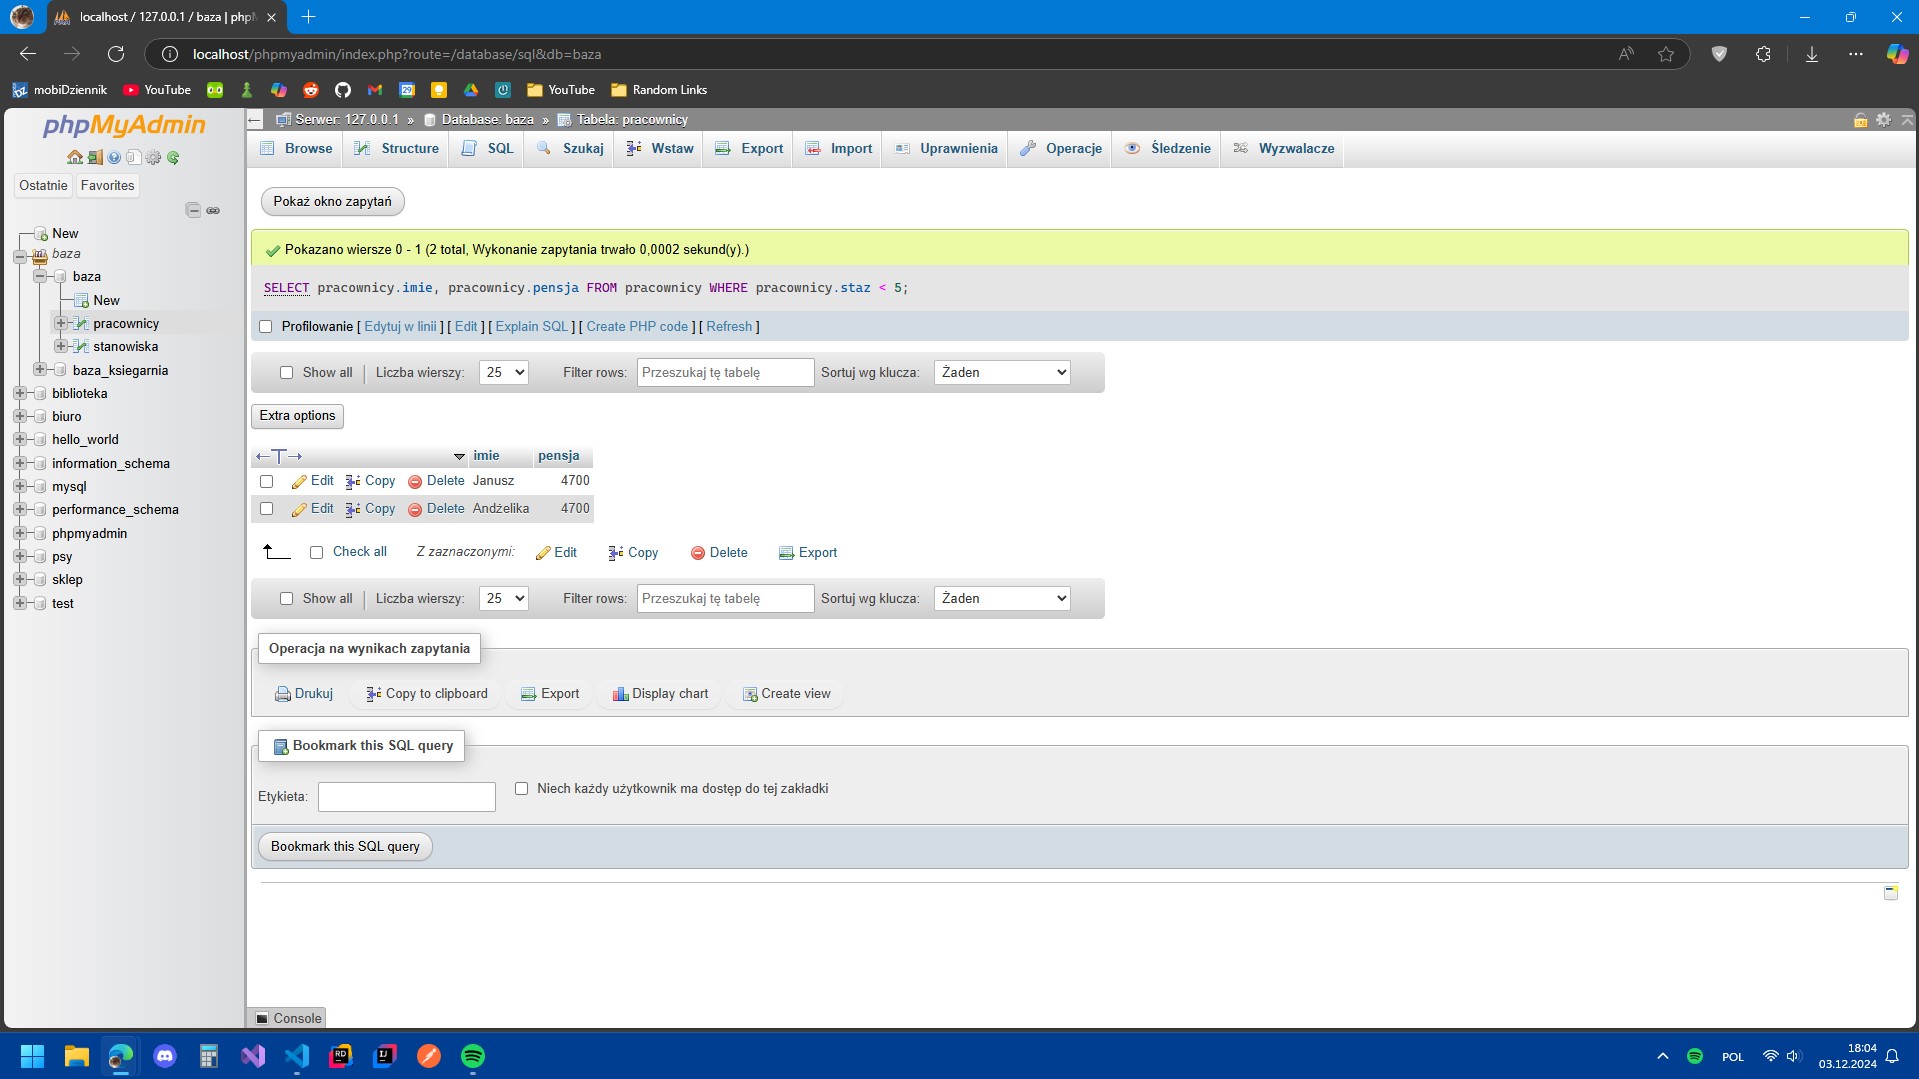 localhost / 127.0.0.1 / baza | phpM
localhost/phpmyadmin/index.php?route=/database/sql&db=baza
mobiDziennik
YouTube
YouTube
Random Links
phpMyAdmin
Ostatnie
Favorites
New
baza
baza
New
pracownicy
stanowiska
baza_ksiegarnia
biblioteka
biuro
hello_world
information_schema
mysql
performance_schema
phpmyadmin
psy
sklep
test
Serwer: 127.0.0.1 » Database: baza » Tabela: pracownicy
Browse Structure SQL Szukaj Wstaw Export Import Uprawnienia Operacje Śledzenie Wyzwalacze
Pokaż okno zapytań
Pokazano wiersze 0 - 1 (2 total, Wykonanie zapytania trwało 0,0002 sekund(y).)
SELECT pracownicy.imie, pracownicy.pensja FROM pracownicy WHERE pracownicy.staz < 5;
Profilowanie [ Edytuj w linii ] [ Edit ] [ Explain SQL ] [ Create PHP code ] [ Refresh ]
Show all Liczba wierszy: 25 Filter rows: Przeszukaj tę tabelę Sortuj wg klucza: Żaden
Extra options
←T→ imie pensja
Edit Copy Delete Janusz 4700
Edit Copy Delete Andżelika 4700
Check all Z zaznaczonymi: Edit Copy Delete Export
Show all Liczba wierszy: 25 Filter rows: Przeszukaj tę tabelę Sortuj wg klucza: Żaden
Operacja na wynikach zapytania
Drukuj Copy to clipboard Export Display chart Create view
Bookmark this SQL query
Etykieta: Niech każdy użytkownik ma dostęp do tej zakładki
Bookmark this SQL query
Console
POL
18:04
03.12.2024